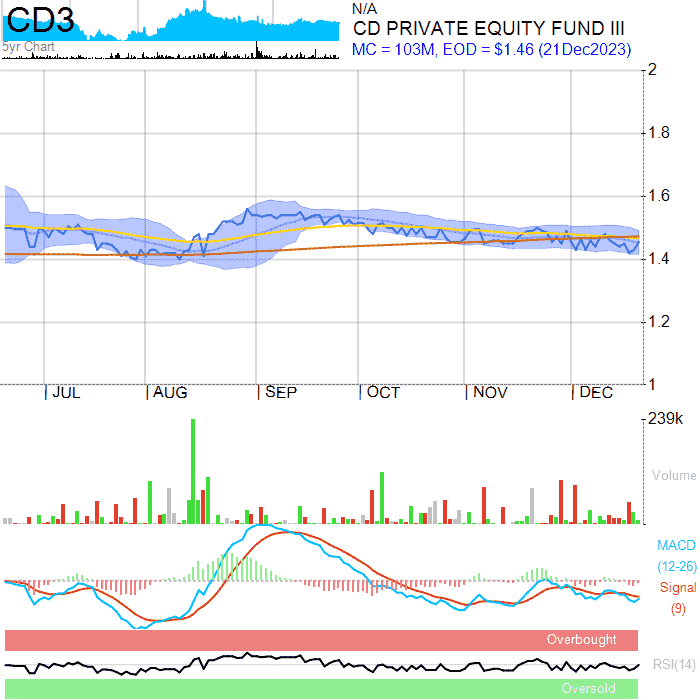 CD3
5yr Chart
N/A
CD PRIVATE EQUITY FUND III
MC = 103M, EOD = $1.46 (21Dec2023)
2
1.8
1.6
1.4
1.2
1
JUL
AUG
SEP
OCT
NOV
DEC
239k
Volume
MACD
(12-26)
Signal
(9)
Overbought
RSI(14)
Oversold